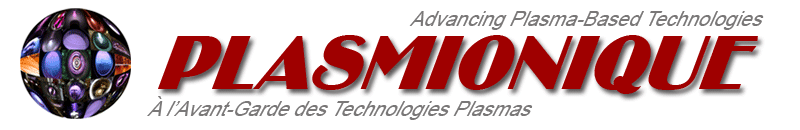 Advancing Plasma-Based Technologies
PLASMIONIQUE
À l'Avant-Garde des Technologies Plasmas